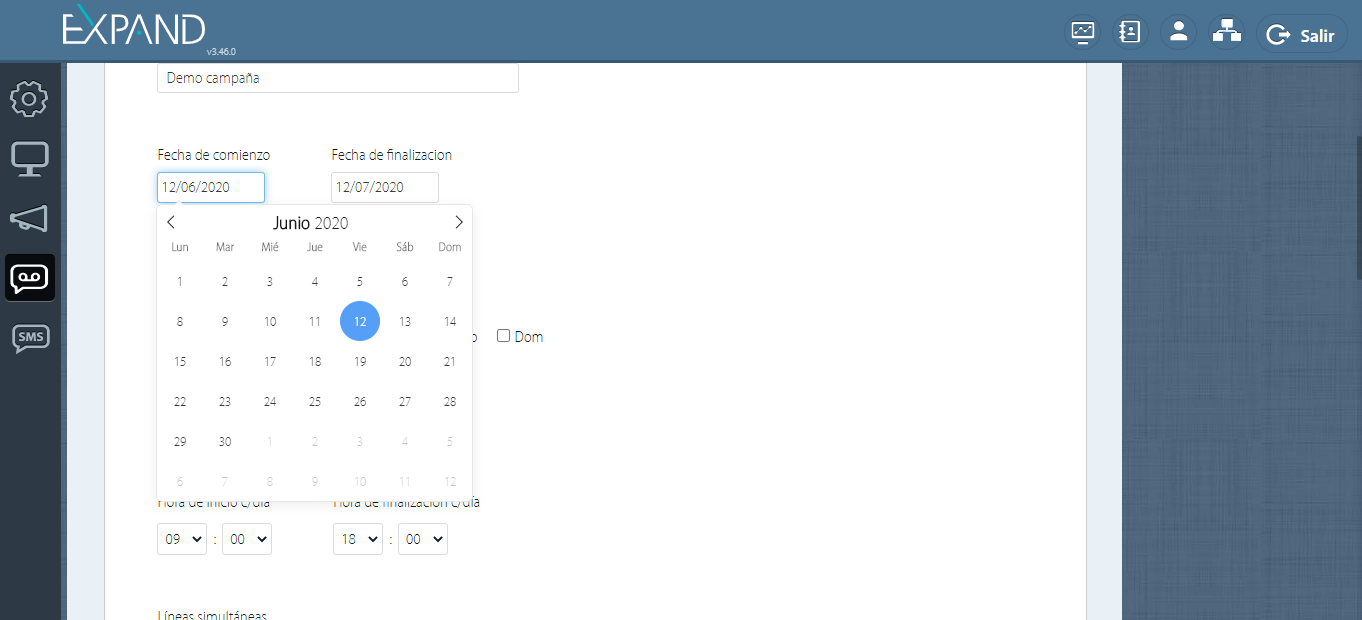 EXPAND
v3.46.0
Salir
Demo campaña
Fecha de comienzo
Fecha de finalizacion
12/06/2020
12/07/2020
Junio 2020
Lun Mar Mié Jue Vie Sáb Dom
1 2 3 4 5 6 7
8 9 10 11 12 13 14
15 16 17 18 19 20 21
22 23 24 25 26 27 28
29 30 1 2 3 4 5
6 7 8 9 10 11 12
Dom
Hora de inicio c/día
Hora de finalización c/día
09 : 00
18 : 00
Líneas simultáneas
SMS